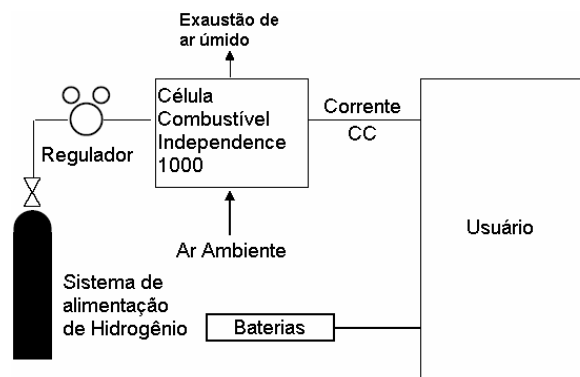 Exaustão de
ar úmido
Célula
Combustível
Independence
1000
Corrente
CC
Regulador
Ar Ambiente
Usuário
Sistema de
alimentação
de Hidrogênio
Baterias